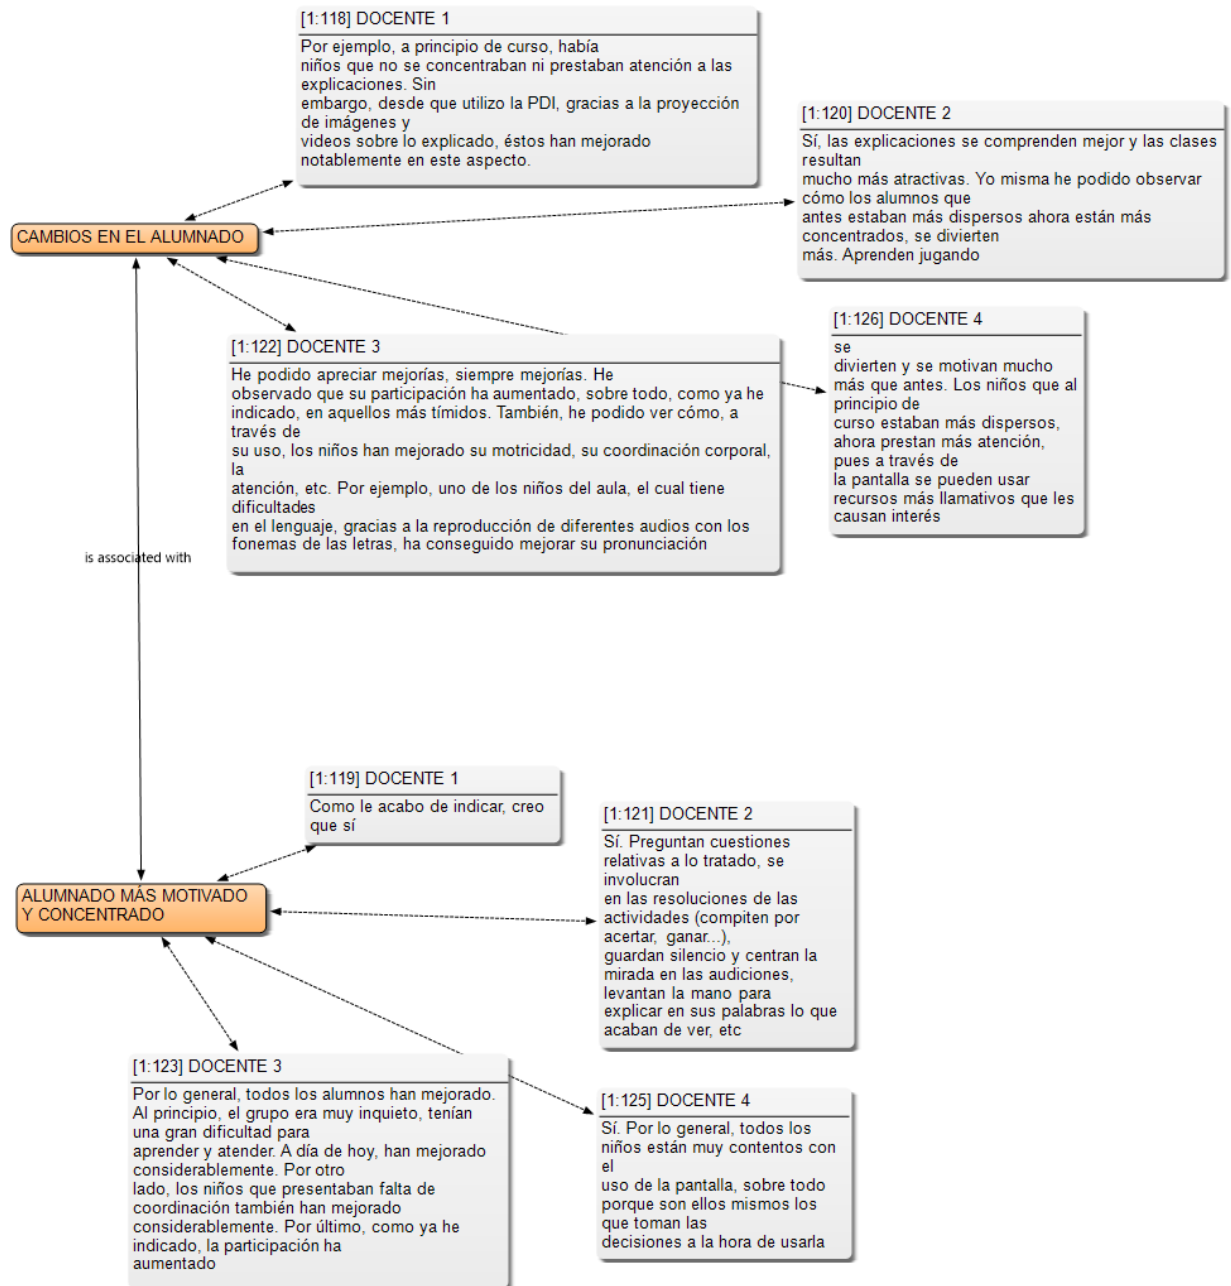 [1:118] DOCENTE 1
Por ejemplo, a principio de curso, había
niños que no se concentraban ni prestaban atención a las
explicaciones. Sin
embargo, desde que utilizo la PDI, gracias a la proyección
de imágenes y
videos sobre lo explicado, éstos han mejorado
notablemente en este aspecto.
[1:120] DOCENTE 2
Sí, las explicaciones se comprenden mejor y las clases
resultan
mucho más atractivas. Yo misma he podido observar
cómo los alumnos que
antes estaban más dispersos ahora están más
concentrados, se divierten
más. Aprenden jugando
CAMBIOS EN EL ALUMNADO
[1:122] DOCENTE 3
He podido apreciar mejorías, siempre mejorías. He
observado que su participación ha aumentado, sobre todo, como ya he
indicado, en aquellos más tímidos. También, he podido ver cómo, a
través de
su uso, los niños han mejorado su motricidad, su coordinación corporal,
la
atención, etc. Por ejemplo, uno de los niños del aula, el cual tiene
dificultades
en el lenguaje, gracias a la reproducción de diferentes audios con los
fonemas de las letras, ha conseguido mejorar su pronunciación
[1:126] DOCENTE 4
se
divierten y se motivan mucho
más que antes. Los niños que al
principio de
curso estaban más dispersos,
ahora prestan más atención,
pues a través de
la pantalla se pueden usar
recursos más llamativos que les
causan interés
is associated with
[1:119] DOCENTE 1
Como le acabo de indicar, creo
que sí
[1:121] DOCENTE 2
Sí. Preguntan cuestiones
relativas a lo tratado, se
involucran
en las resoluciones de las
actividades (compiten por
acertar, ganar...),
guardan silencio y centran la
mirada en las audiciones,
levantan la mano para
explicar en sus palabras lo que
acaban de ver, etc
ALUMNADO MÁS MOTIVADO
Y CONCENTRADO
[1:123] DOCENTE 3
Por lo general, todos los alumnos han mejorado.
Al principio, el grupo era muy inquieto, tenían
una gran dificultad para
aprender y atender. A día de hoy, han mejorado
considerablemente. Por otro
lado, los niños que presentaban falta de
coordinación también han mejorado
considerablemente. Por último, como ya he
indicado, la participación ha
aumentado
[1:125] DOCENTE 4
Sí. Por lo general, todos los
niños están muy contentos con
el
uso de la pantalla, sobre todo
porque son ellos mismos los
que toman las
decisiones a la hora de usarla